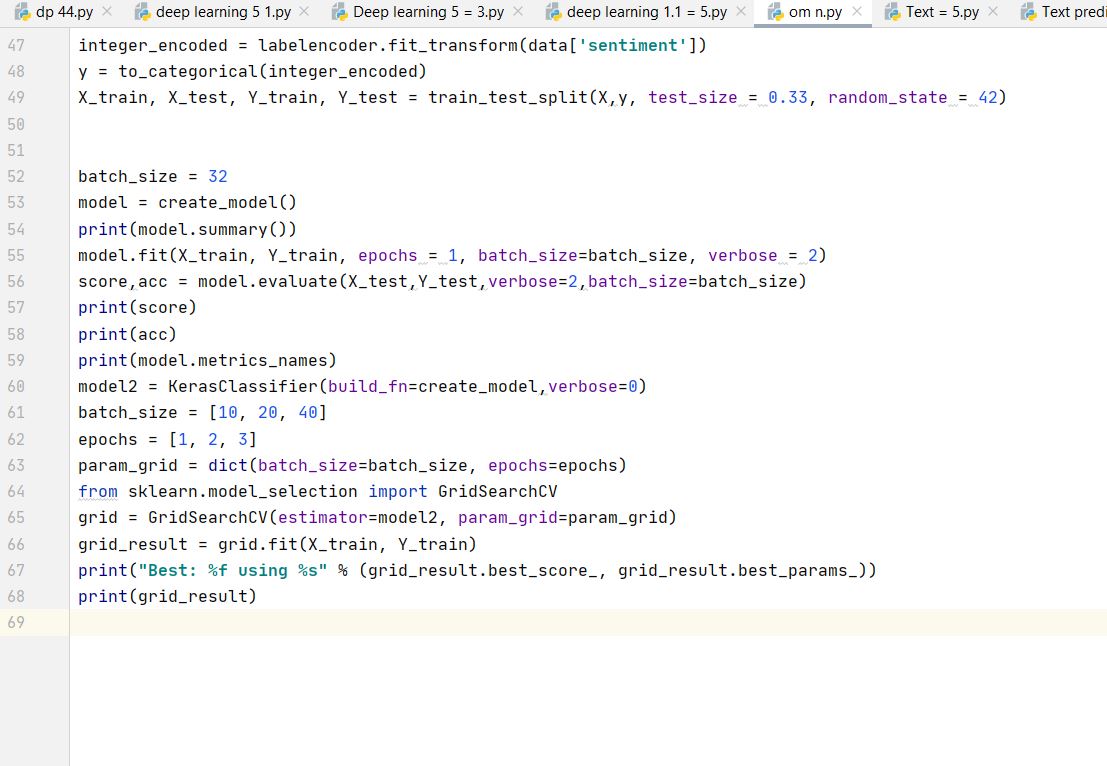 dp 44.py deep learning 5 1.py Deep learning 5 = 3.py deep learning 1.1 = 5.py om n.py Text = 5.py Text predi
47 integer_encoded = labelencoder.fit_transform(data['sentiment'])
48 y = to_categorical(integer_encoded)
49 X_train, X_test, Y_train, Y_test = train_test_split(X,y, test_size = 0.33, random_state = 42)
50
51
52 batch_size = 32
53 model = create_model()
54 print(model.summary())
55 model.fit(X_train, Y_train, epochs = 1, batch_size=batch_size, verbose = 2)
56 score,acc = model.evaluate(X_test,Y_test,verbose=2,batch_size=batch_size)
57 print(score)
58 print(acc)
59 print(model.metrics_names)
60 model2 = KerasClassifier(build_fn=create_model,verbose=0)
61 batch_size = [10, 20, 40]
62 epochs = [1, 2, 3]
63 param_grid = dict(batch_size=batch_size, epochs=epochs)
64 from sklearn.model_selection import GridSearchCV
65 grid = GridSearchCV(estimator=model2, param_grid=param_grid)
66 grid_result = grid.fit(X_train, Y_train)
67 print("Best: %f using %s" % (grid_result.best_score_, grid_result.best_params_))
68 print(grid_result)
69